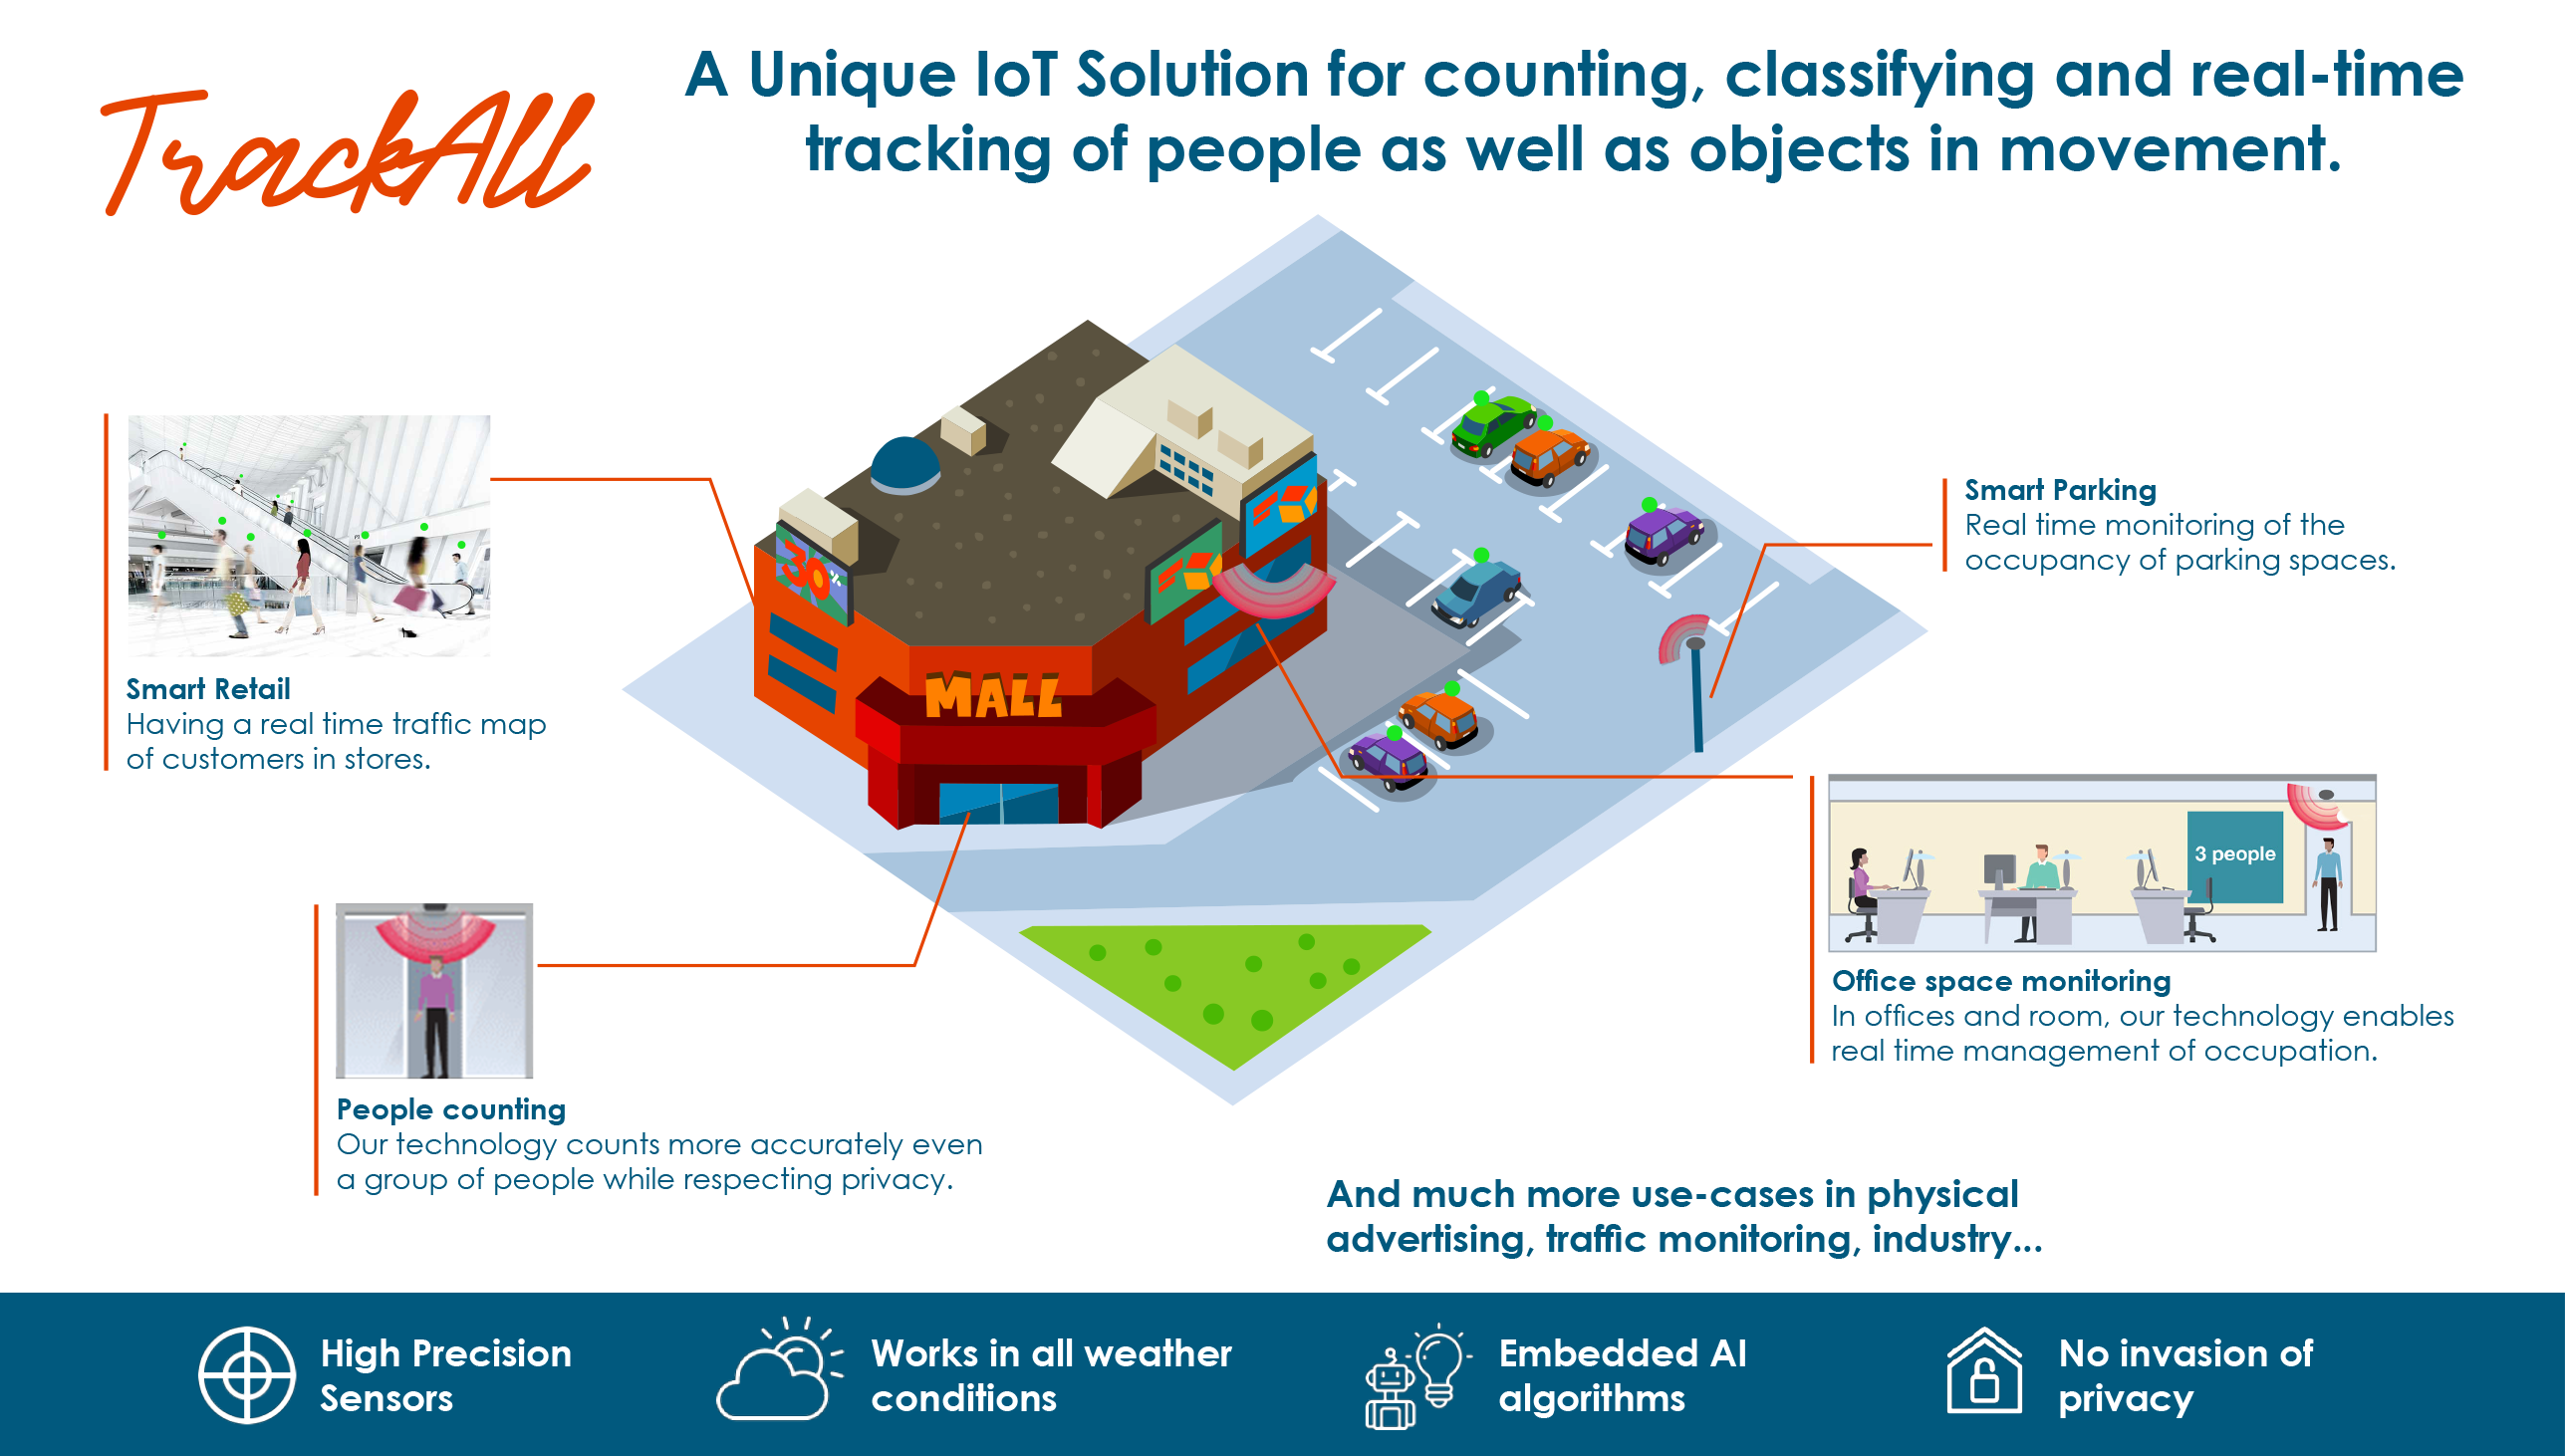 TrackAll
A Unique IoT Solution for counting, classifying and real-time
tracking of people as well as objects in movement.
30%
MALL
Smart Retail
Having a real time traffic map
of customers in stores.
Smart Parking
Real time monitoring of the
occupancy of parking spaces.
3 people
Office space monitoring
In offices and room, our technology enables
real time management of occupation.
People counting
Our technology counts more accurately even
a group of people while respecting privacy.
And much more use-cases in physical
advertising, traffic monitoring, industry...
High Precision
Sensors
Works in all weather
conditions
Embedded AI
algorithms
No invasion of
privacy